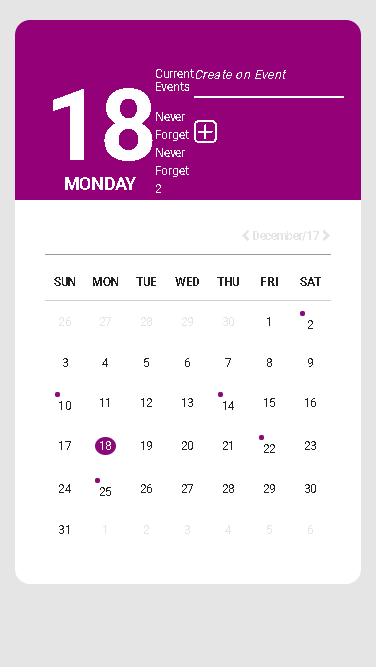 18
MONDAY
Current Events
Never
Forget
Never
Forget
2
Create on Event
December/17
SUN MON TUE WED THU FRI SAT
26 27 28 29 30 1 2
3 4 5 6 7 8 9
10 11 12 13 14 15 16
17 18 19 20 21 22 23
24 25 26 27 28 29 30
31 1 2 3 4 5 6